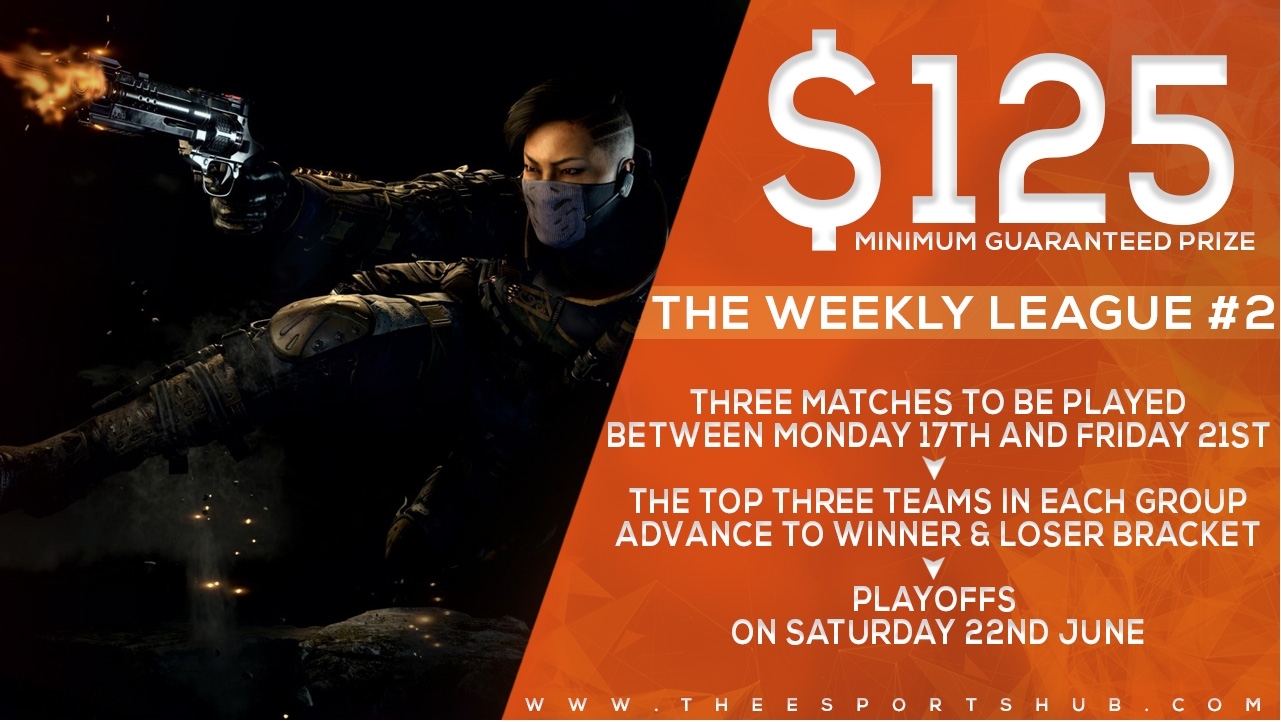 $125
MINIMUM GUARANTEED PRIZE
THE WEEKLY LEAGUE #2
THREE MATCHES TO BE PLAYED
BETWEEN MONDAY 17TH AND FRIDAY 21ST
THE TOP THREE TEAMS IN EACH GROUP
ADVANCE TO WINNER & LOSER BRACKET
PLAYOFFS
ON SATURDAY 22ND JUNE
WWW.THEESPORTSHUB.COM